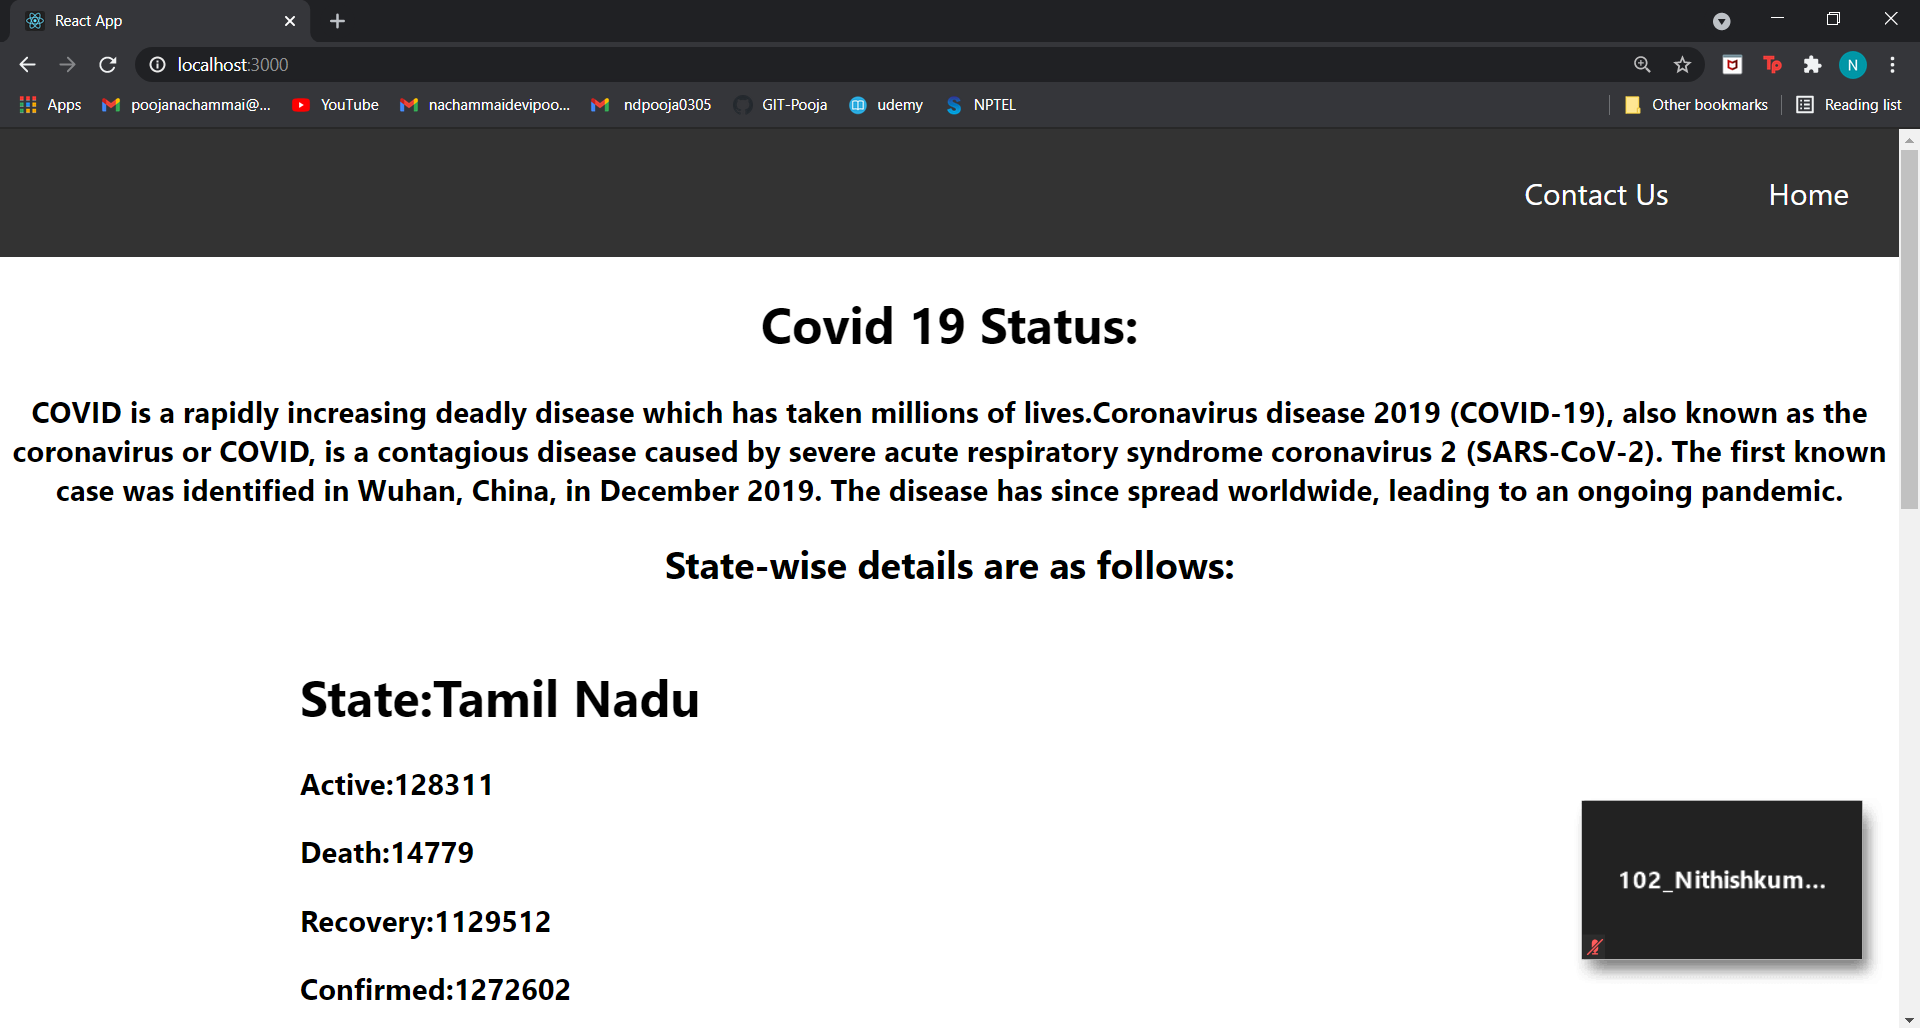 React App
localhost:3000
Apps
poojanachammai@...
YouTube
nachammaidevipoo...
ndpooja0305
GIT-Pooja
udemy
NPTEL
Other bookmarks
Reading list
N
Tp
Contact Us
Home
Covid 19 Status:
COVID is a rapidly increasing deadly disease which has taken millions of lives.Coronavirus disease 2019 (COVID-19), also known as the
coronavirus or COVID, is a contagious disease caused by severe acute respiratory syndrome coronavirus 2 (SARS-CoV-2). The first known
case was identified in Wuhan, China, in December 2019. The disease has since spread worldwide, leading to an ongoing pandemic.
State-wise details are as follows:
State:Tamil Nadu
Active:128311
Death:14779
Recovery:1129512
Confirmed:1272602
102_Nithishkum...